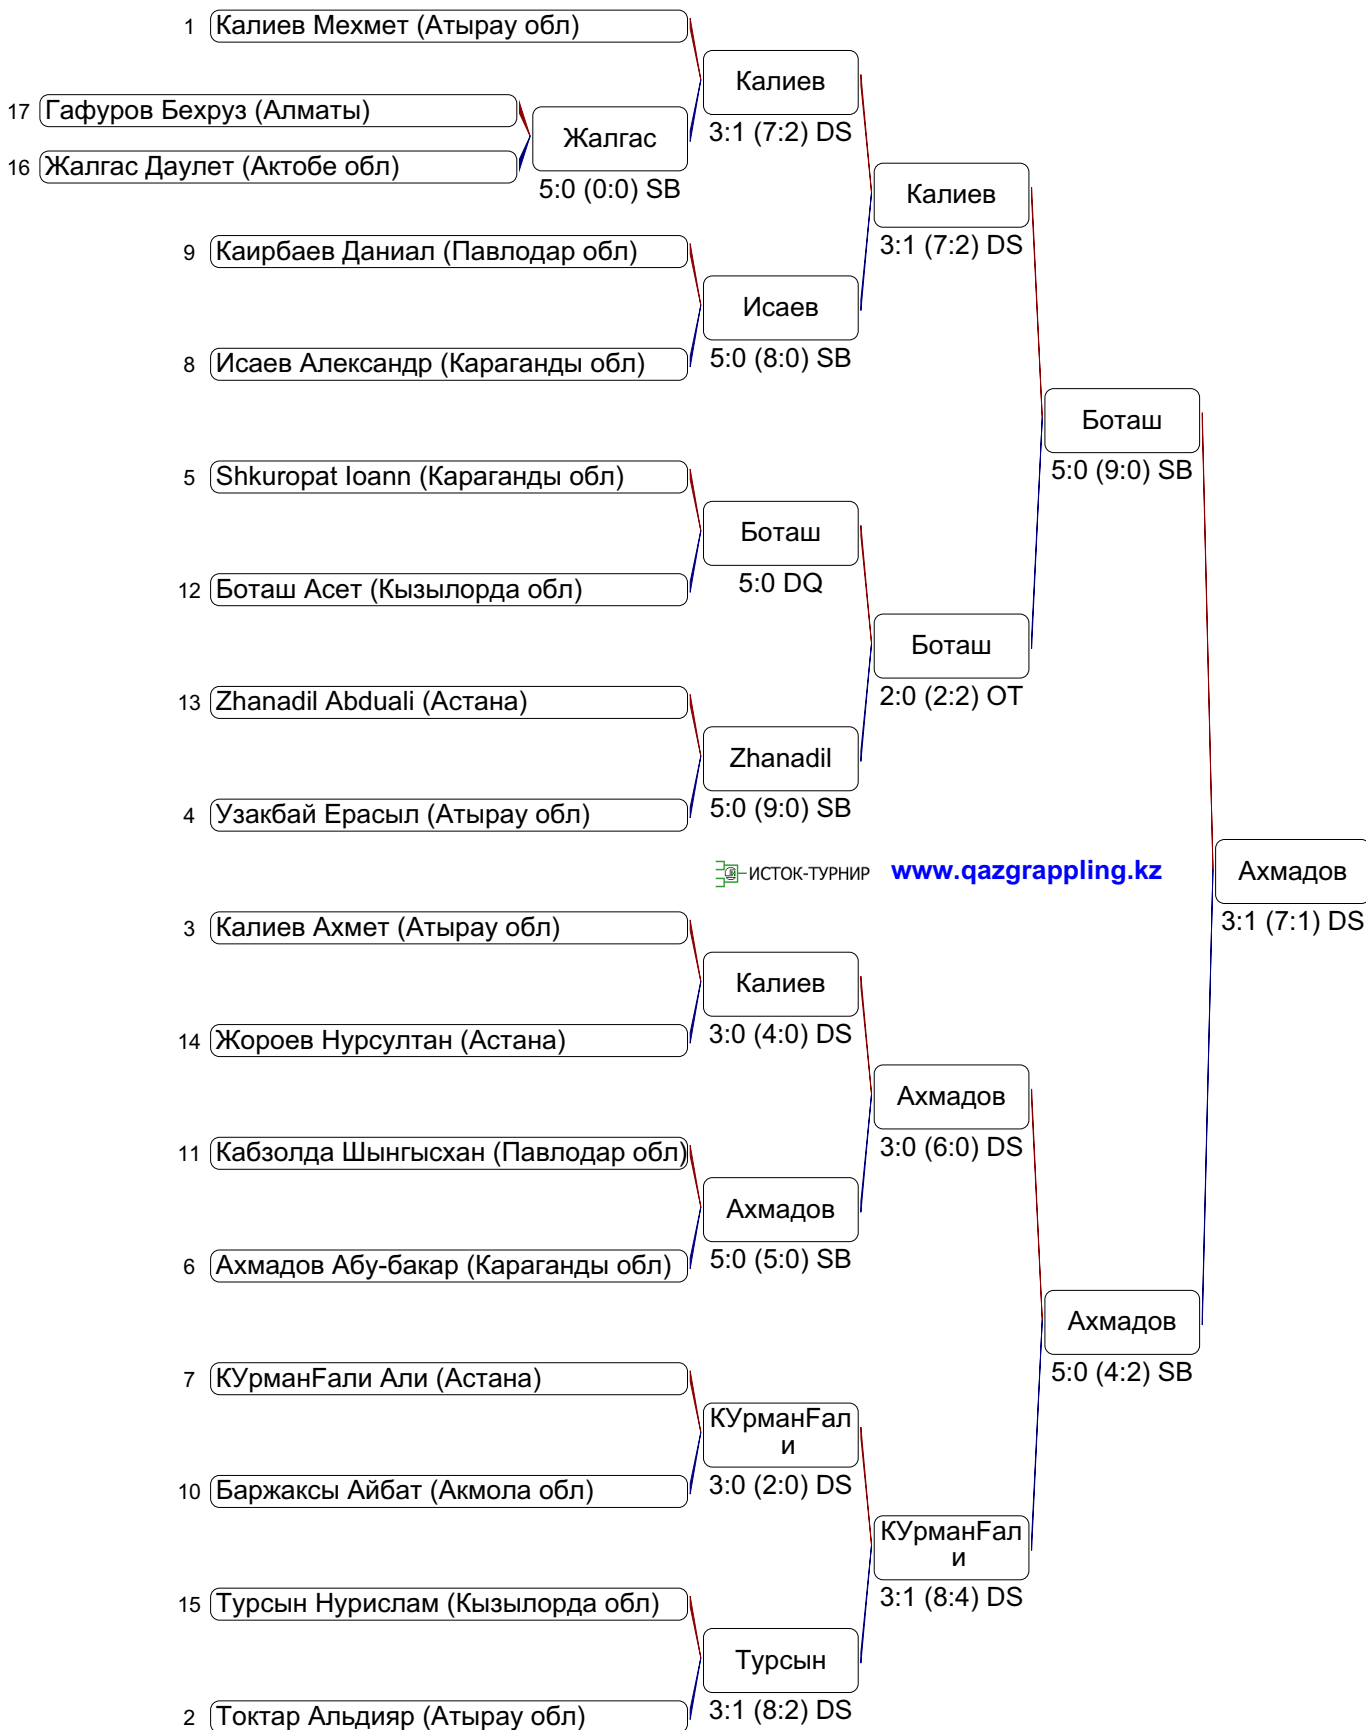 1 Калиев Мехмет (Атырау обл)
Калиев
3:1 (7:2) DS
17 Гафуров Бехруз (Алматы)
Жалгас
5:0 (0:0) SB
16 Жалгас Даулет (Актобе обл)
Калиев
3:1 (7:2) DS
9 Каирбаев Даниал (Павлодар обл)
Исаев
5:0 (8:0) SB
8 Исаев Александр (Караганды обл)
Боташ
5:0 (9:0) SB
5 Shkuropat Ioann (Караганды обл)
Боташ
5:0 DQ
12 Боташ Асет (Кызылорда обл)
Боташ
2:0 (2:2) OT
13 Zhanadil Abduali (Астана)
Zhanadil
5:0 (9:0) SB
4 Узакбай Ерасыл (Атырау обл)
ИСТОК-ТУРНИР www.qazgrappling.kz
Ахмадов
3:1 (7:1) DS
3 Калиев Ахмет (Атырау обл)
Калиев
3:0 (4:0) DS
14 Жороев Нурсултан (Астана)
Ахмадов
3:0 (6:0) DS
11 Кабзолда Шынгысхан (Павлодар обл)
Ахмадов
5:0 (5:0) SB
6 Ахмадов Абу-бакар (Караганды обл)
Ахмадов
5:0 (4:2) SB
7 КУрманҒали Али (Астана)
КУрманҒал
и
3:0 (2:0) DS
10 Баржаксы Айбат (Акмола обл)
КУрманҒал
и
3:1 (8:4) DS
15 Турсын Нурислам (Кызылорда обл)
Турсын
3:1 (8:2) DS
2 Токтар Альдияр (Атырау обл)